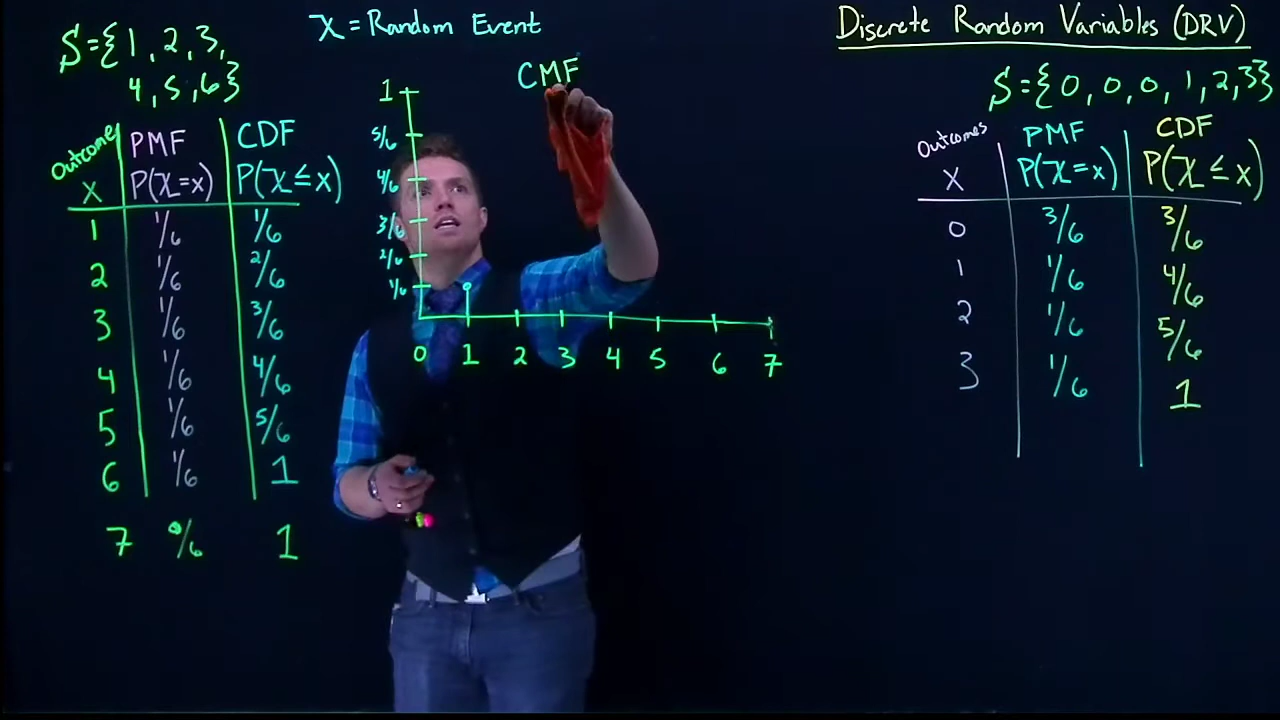 S={1, 2, 3,
4, 5, 6}
Outcomes x | PMF P(X=x) | CDF P(X≤x)
1 | 1/6 | 1/6
2 | 1/6 | 2/6
3 | 1/6 | 3/6
4 | 1/6 | 4/6
5 | 1/6 | 5/6
6 | 1/6 | 1
7 | 0/6 | 1
X = Random Event
CMF
1
5/6
4/6
3/6
2/6
1/6
0 1 2 3 4 5 6 7
Discrete Random Variables (DRV)
S={0, 0, 0, 1, 2, 3}
Outcomes x | PMF P(X=x) | CDF P(X≤x)
0 | 3/6 | 3/6
1 | 1/6 | 4/6
2 | 1/6 | 5/6
3 | 1/6 | 1